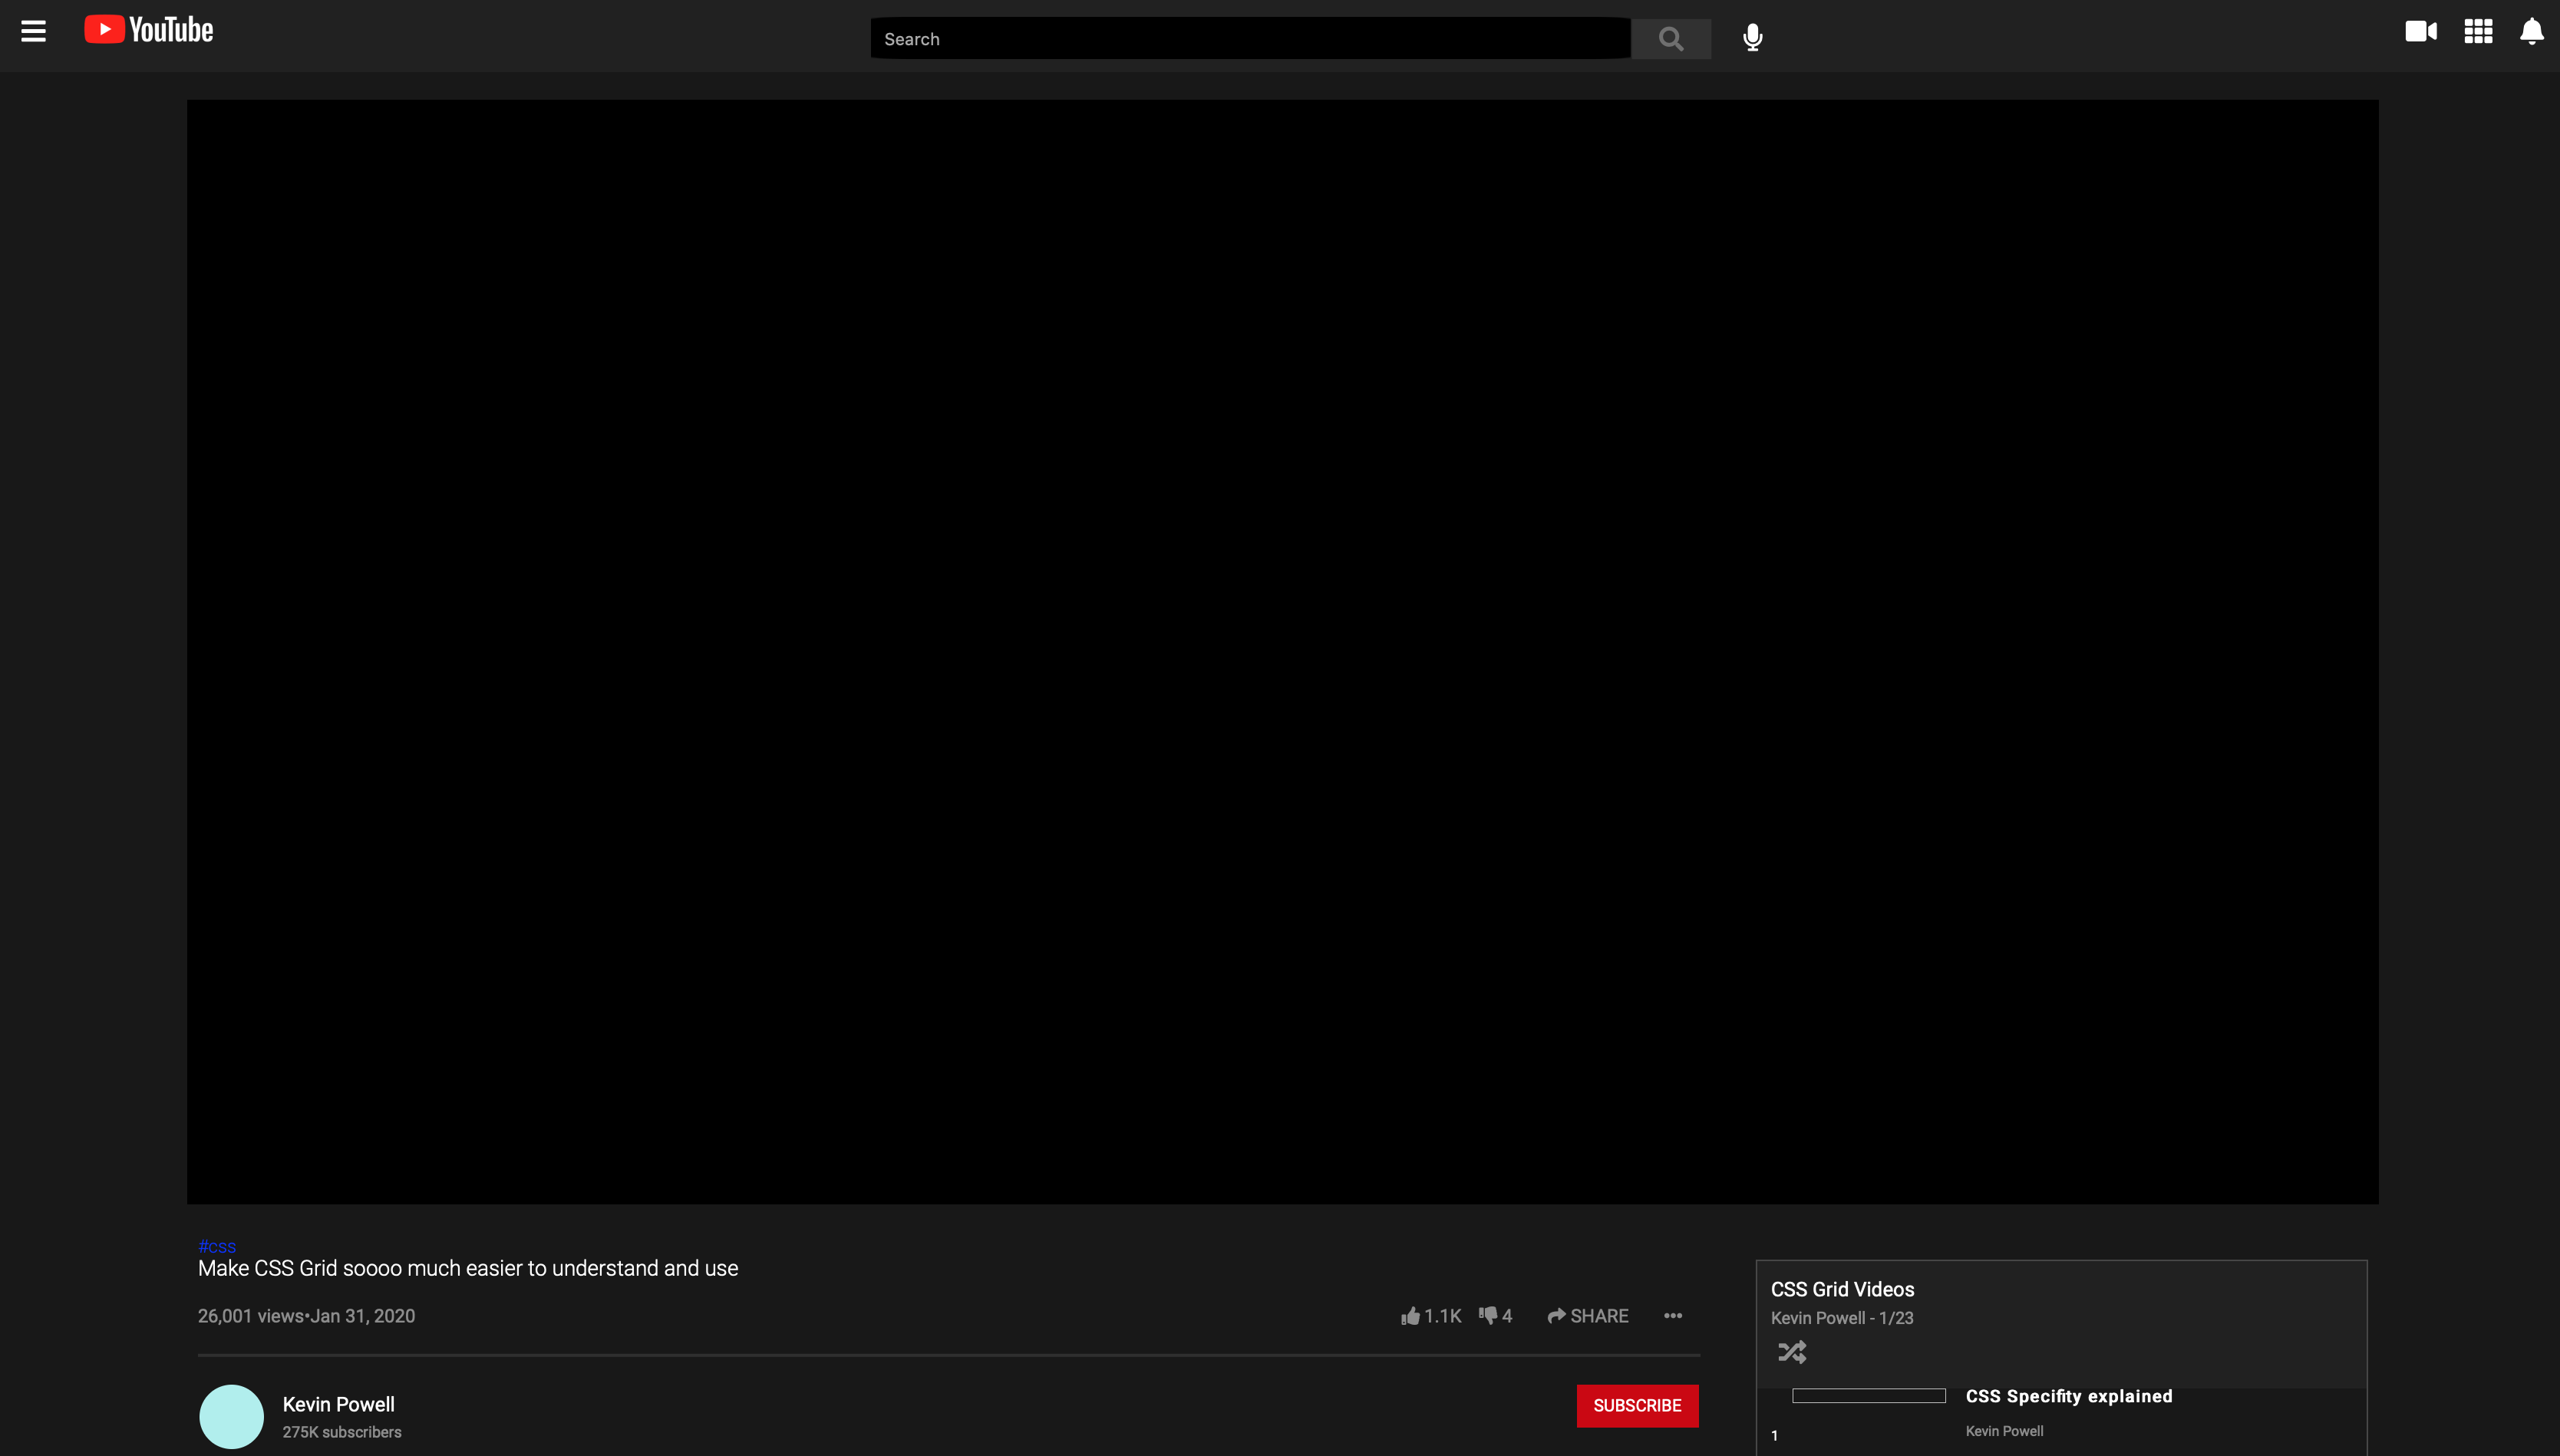 YouTube
Search
#css
Make CSS Grid soooo much easier to understand and use
26,001 views•Jan 31, 2020
1.1K
4
SHARE
Kevin Powell
275K subscribers
SUBSCRIBE
CSS Grid Videos
Kevin Powell - 1/23
CSS Specifity explained
1
Kevin Powell